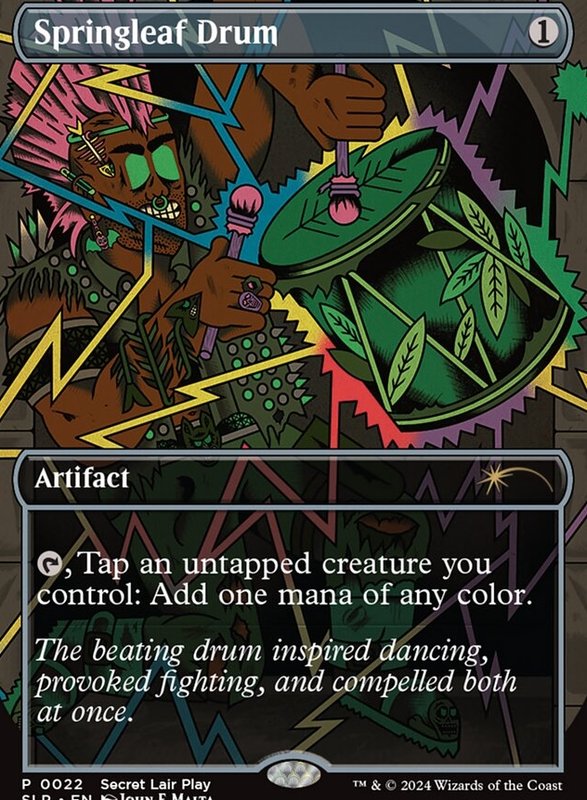 Springleaf Drum 1
Artifact
, Tap an untapped creature you
control: Add one mana of any color.
The beating drum inspired dancing,
provoked fighting, and compelled both
at once.
P 0022 Secret Lair Play
™ & © 2024 Wizards of the Coast
SLP • EN John F. Malta